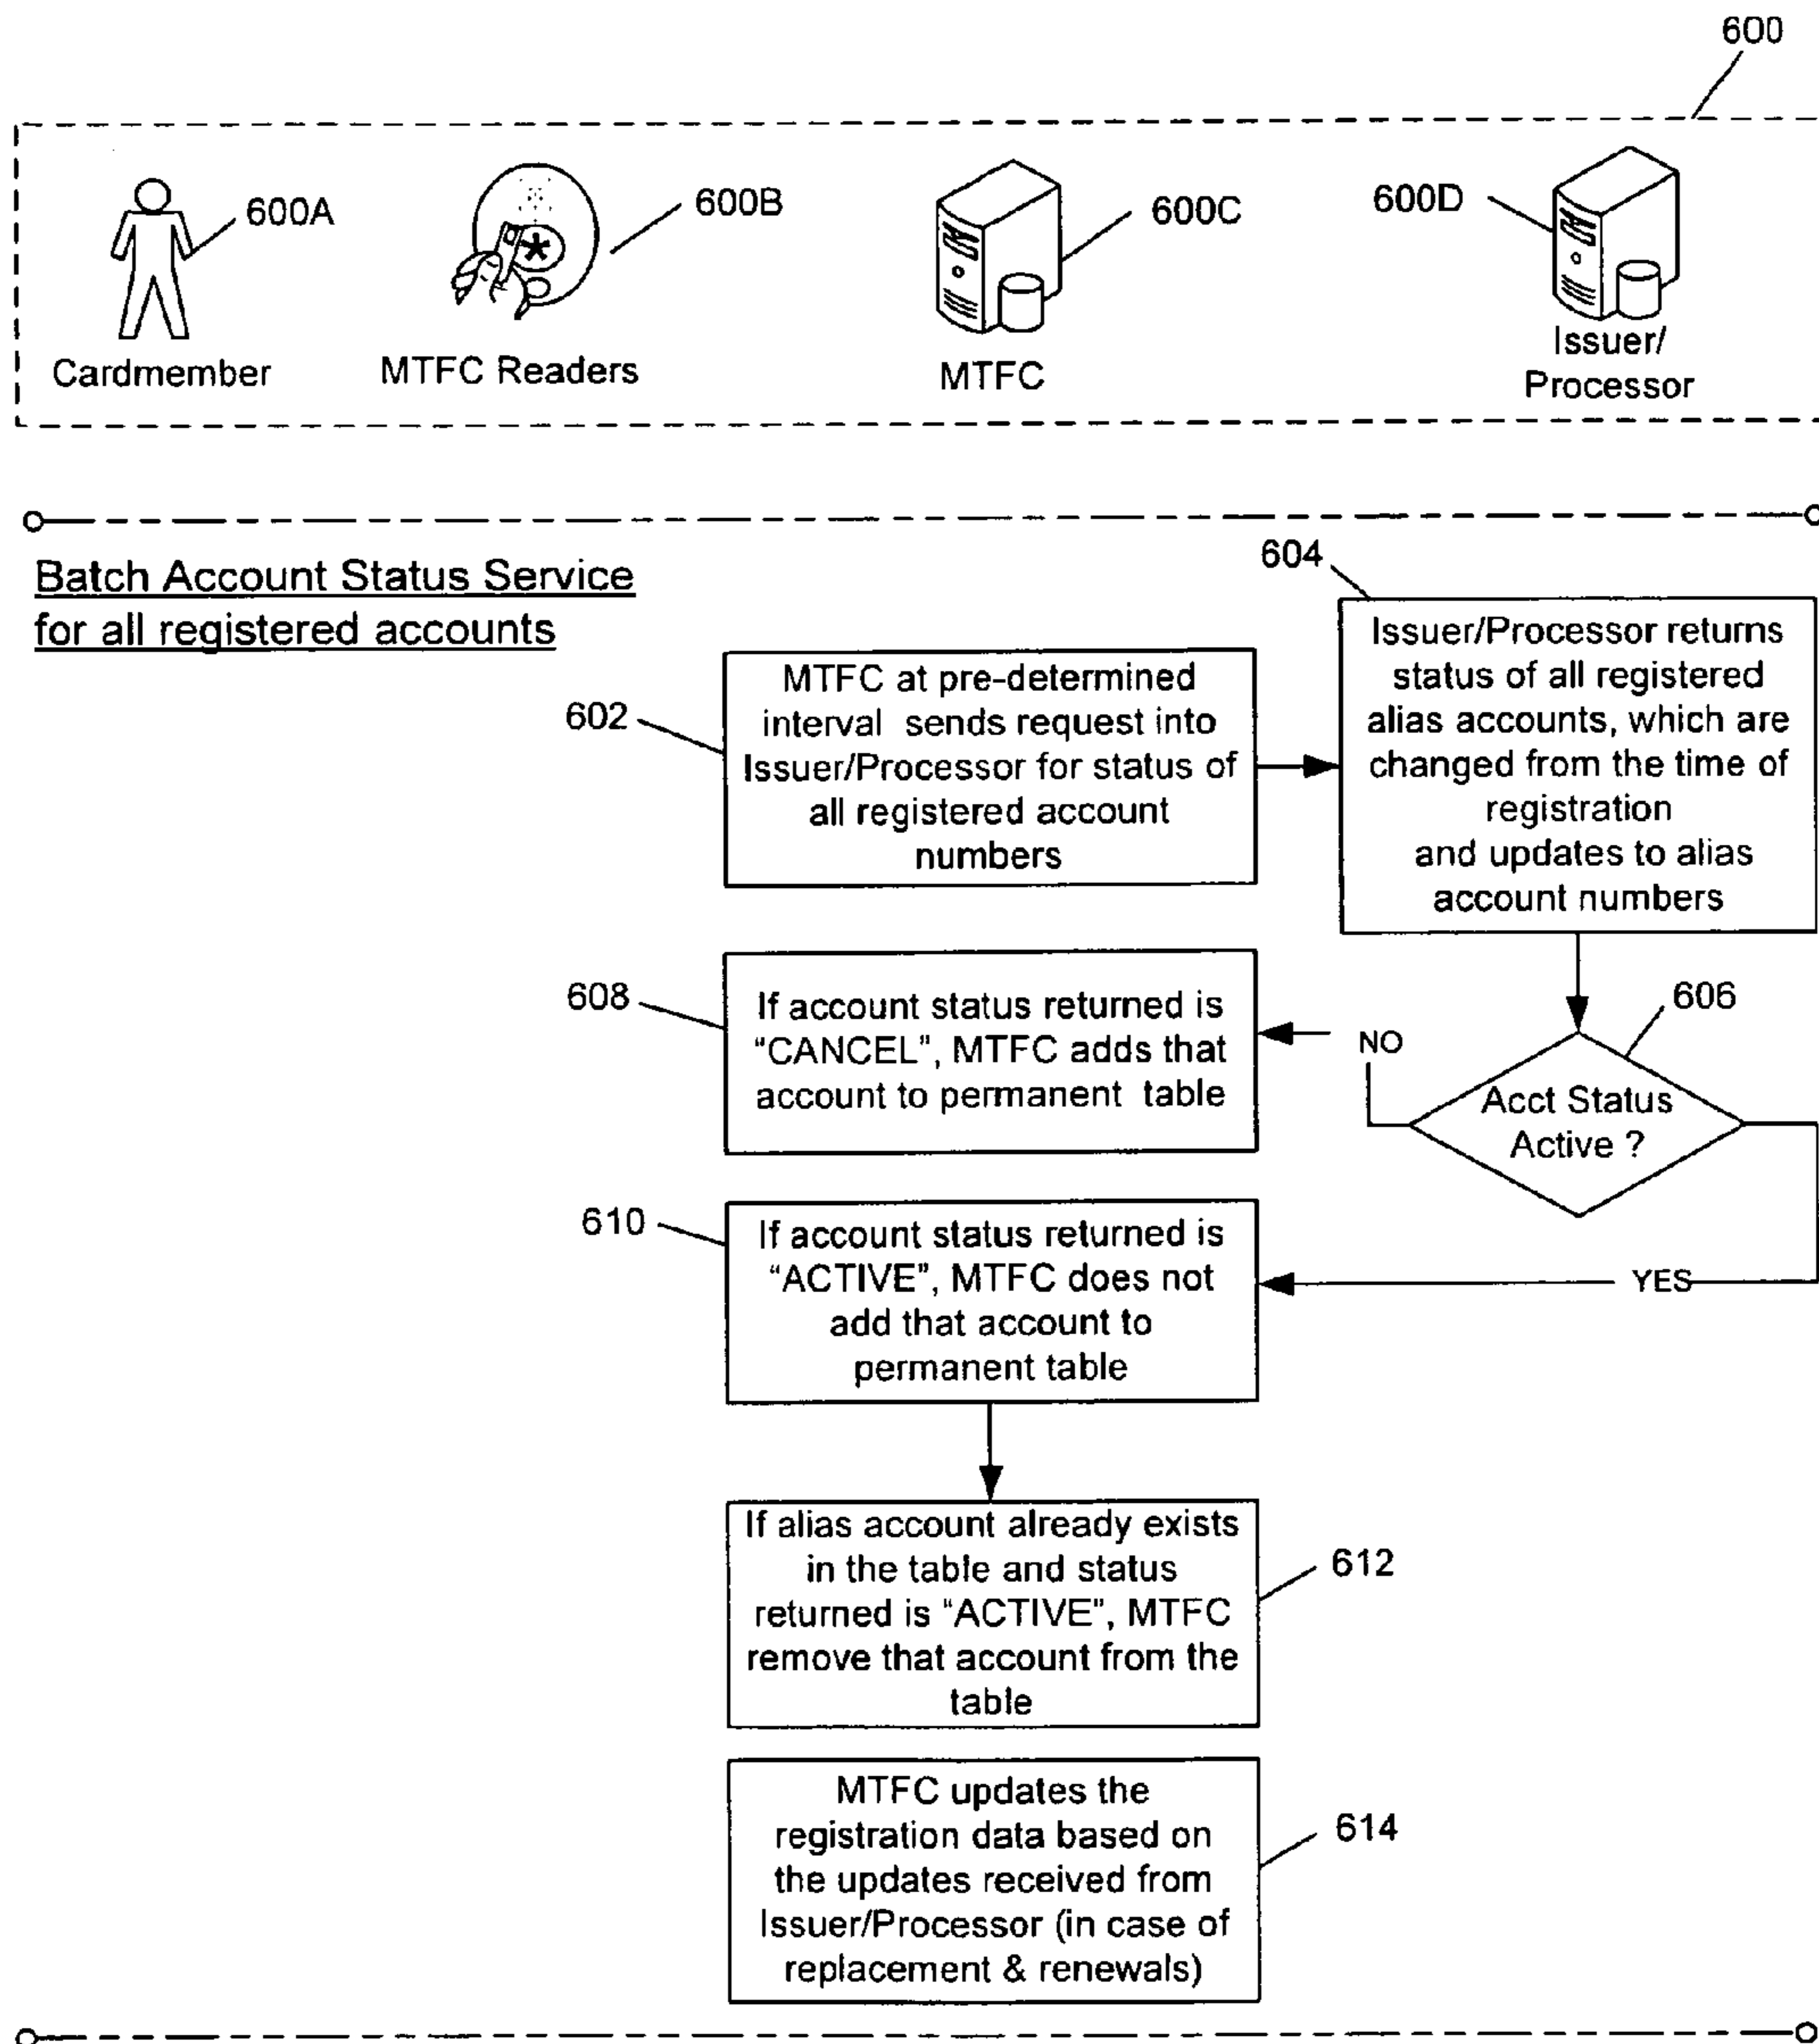 600
600A
600B
600C
600D
Cardmember
MTFC Readers
MTFC
Issuer/
Processor
Batch Account Status Service
for all registered accounts
602
MTFC at pre-determined
interval sends request into
Issuer/Processor for status of
all registered account
numbers
604
Issuer/Processor returns
status of all registered
alias accounts, which are
changed from the time of
registration
and updates to alias
account numbers
606
Acct Status
Active ?
NO
YES
608
If account status returned is
“CANCEL”, MTFC adds that
account to permanent table
610
If account status returned is
“ACTIVE”, MTFC does not
add that account to
permanent table
612
If alias account already exists
in the table and status
returned is “ACTIVE”, MTFC
remove that account from the
table
614
MTFC updates the
registration data based on
the updates received from
Issuer/Processor (in case of
replacement & renewals)